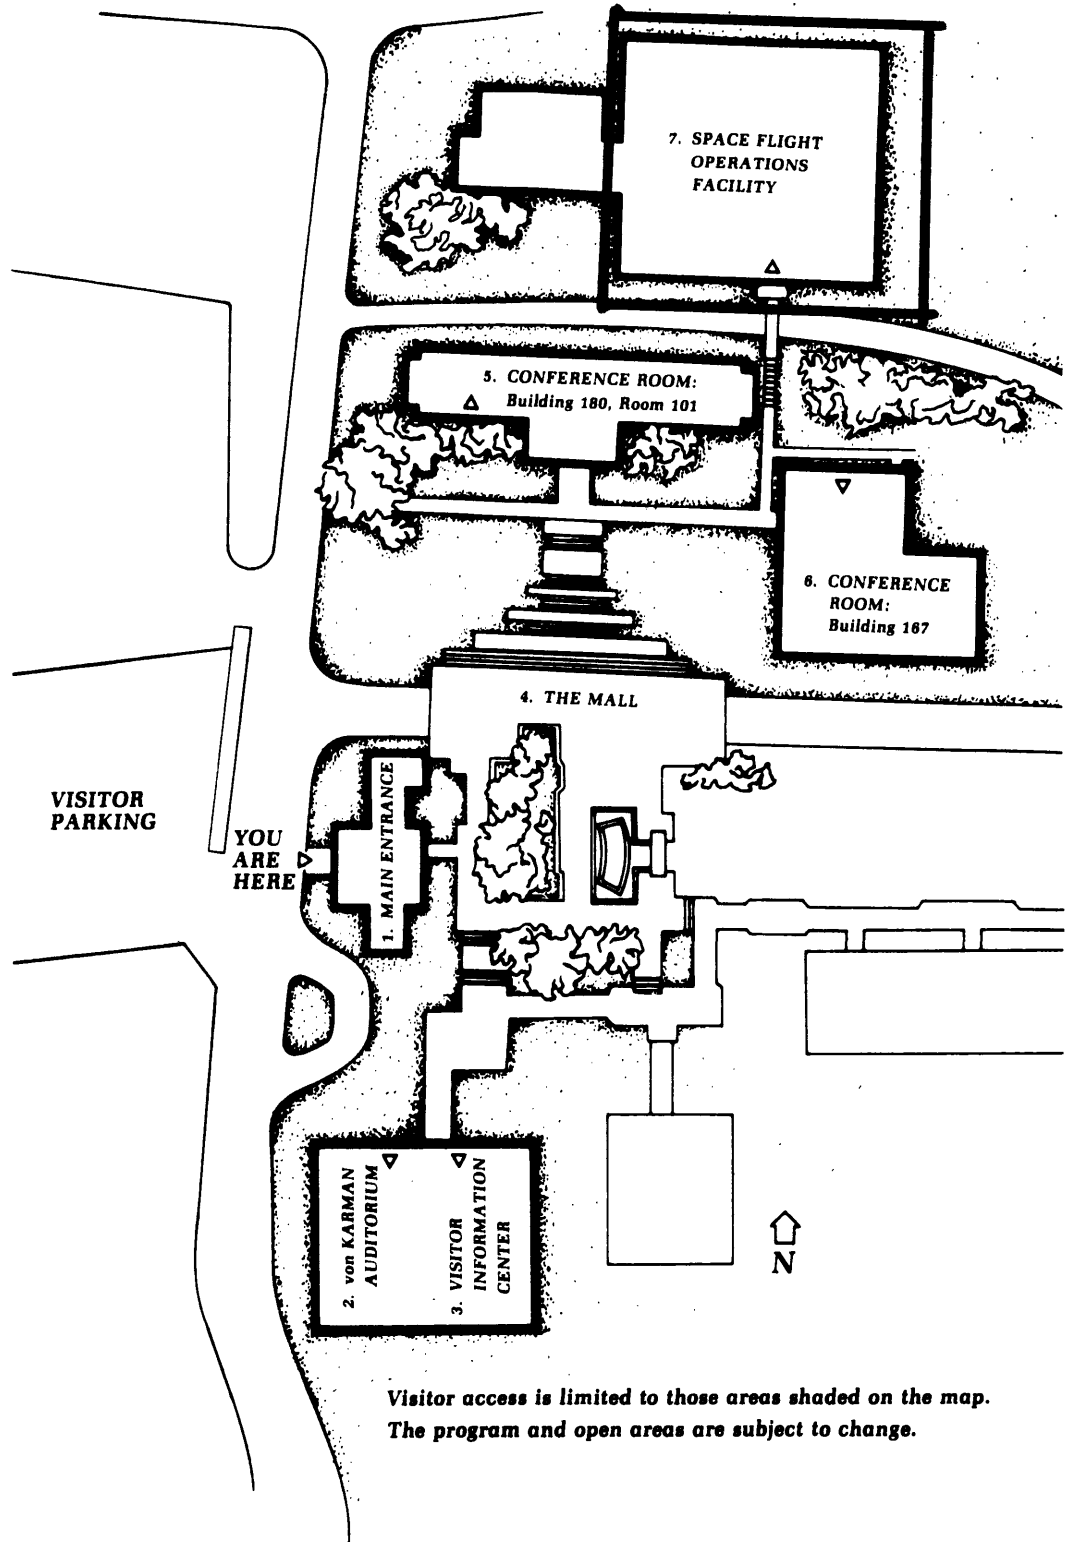 7. SPACE FLIGHT
OPERATIONS
FACILITY
5. CONFERENCE ROOM:
Building 180, Room 101
6. CONFERENCE
ROOM:
Building 167
4. THE MALL
VISITOR
PARKING
YOU
ARE
HERE
1. MAIN ENTRANCE
2. von KARMAN
AUDITORIUM
3. VISITOR
INFORMATION
CENTER
N
Visitor access is limited to those areas shaded on the map.
The program and open areas are subject to change.